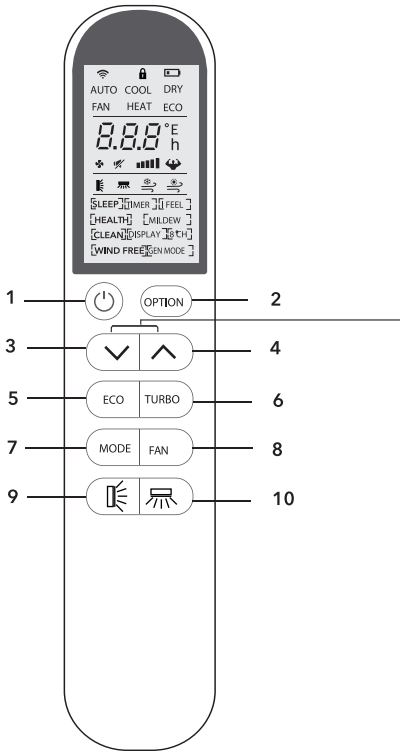 AUTO COOL DRY
FAN HEAT ECO
8.8.8 °E h
[SLEEP] [TIMER] [I FEEL]
[HEALTH] [MILDEW]
[CLEAN] [DISPLAY] [8℃H]
[WIND FREE] [GEN MODE]
1 OPTION 2
3 4
5 ECO TURBO 6
7 MODE FAN 8
9 10